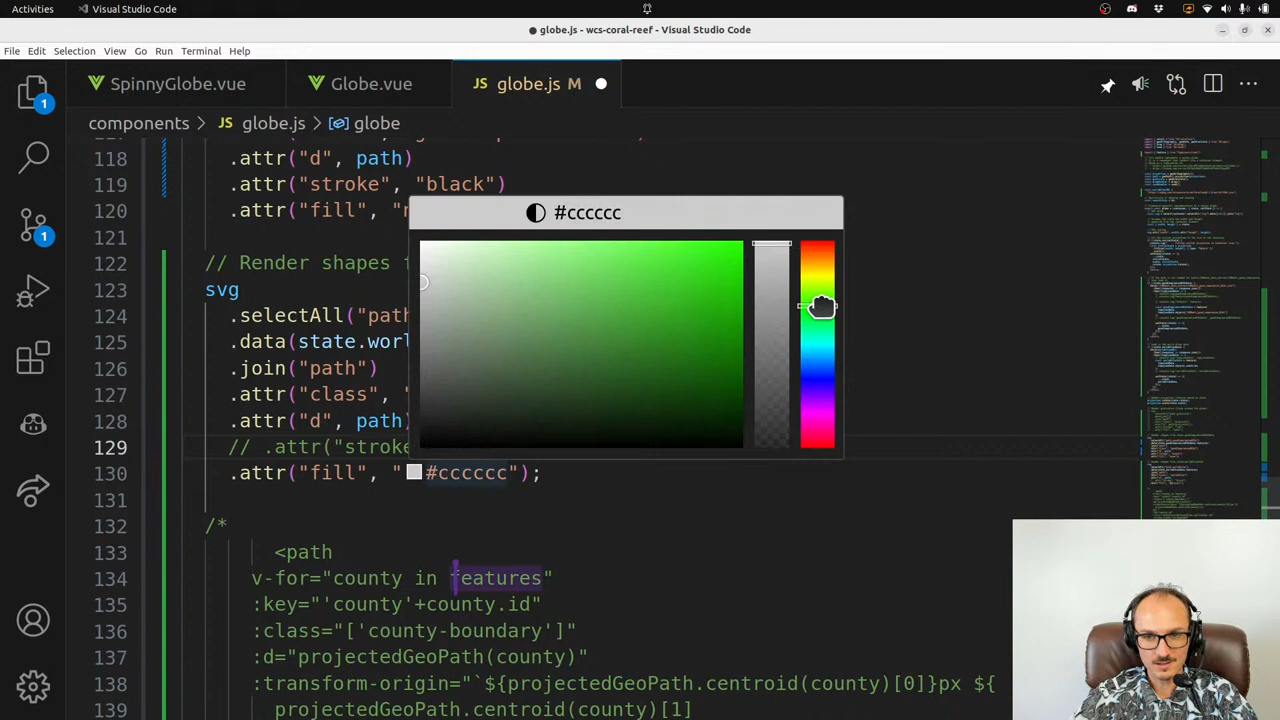 Activities
Visual Studio Code
globe.js - wcs-coral-reef - Visual Studio Code
File Edit Selection View Go Run Terminal Help
SpinnyGlobe.vue
Globe.vue
JS globe.js M
components > JS globe.js > globe
1
118 .attr("d", path)
119 .attr("stroke",
120 .attr("fill",
#cccccc
121
122 // Render shapes
123 svg
124 .selectAll("path
125 .data(state.worl
126 .join("path")
127 .attr("class",
128 .attr("d", path
129 // .attr("stroke
130 .attr("fill", "#cccccc");
131
132 /*
133 <path
134 v-for="county in features"
135 :key="'county'+county.id"
136 :class="['county-boundary']"
137 :d="projectedGeoPath(county)"
138 :transform-origin="`${projectedGeoPath.centroid(county)[0]}px ${
139 projectedGeoPath.centroid(county)[1]
1